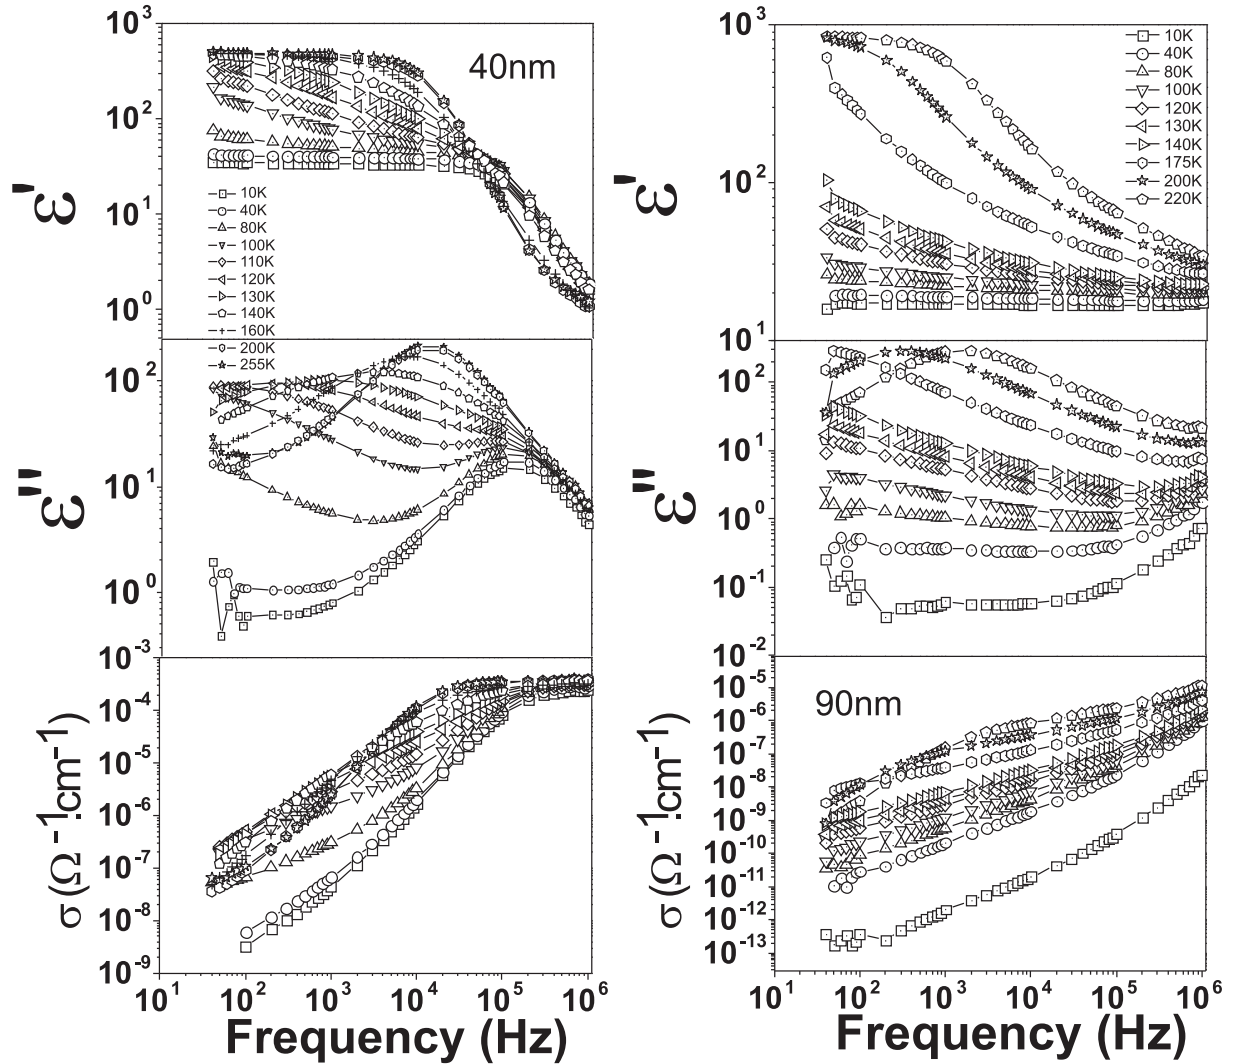 10³
10²
10¹
10⁰
ε'
40nm
10K
40K
80K
100K
110K
120K
130K
140K
160K
200K
255K
10²
10¹
10⁰
ε''
10⁻³
10⁻⁴
10⁻⁵
10⁻⁶
10⁻⁷
10⁻⁸
10⁻⁹
σ (Ω⁻¹.cm⁻¹)
10¹ 10² 10³ 10⁴ 10⁵ 10⁶
Frequency (Hz)
10³
10²
10¹
ε'
10K
40K
80K
100K
120K
130K
140K
175K
200K
220K
10²
10¹
10⁰
10⁻¹
10⁻²
ε''
90nm
10⁻⁵
10⁻⁶
10⁻⁷
10⁻⁸
10⁻⁹
10⁻¹⁰
10⁻¹¹
10⁻¹²
10⁻¹³
σ (Ω⁻¹.cm⁻¹)
10¹ 10² 10³ 10⁴ 10⁵ 10⁶
Frequency (Hz)